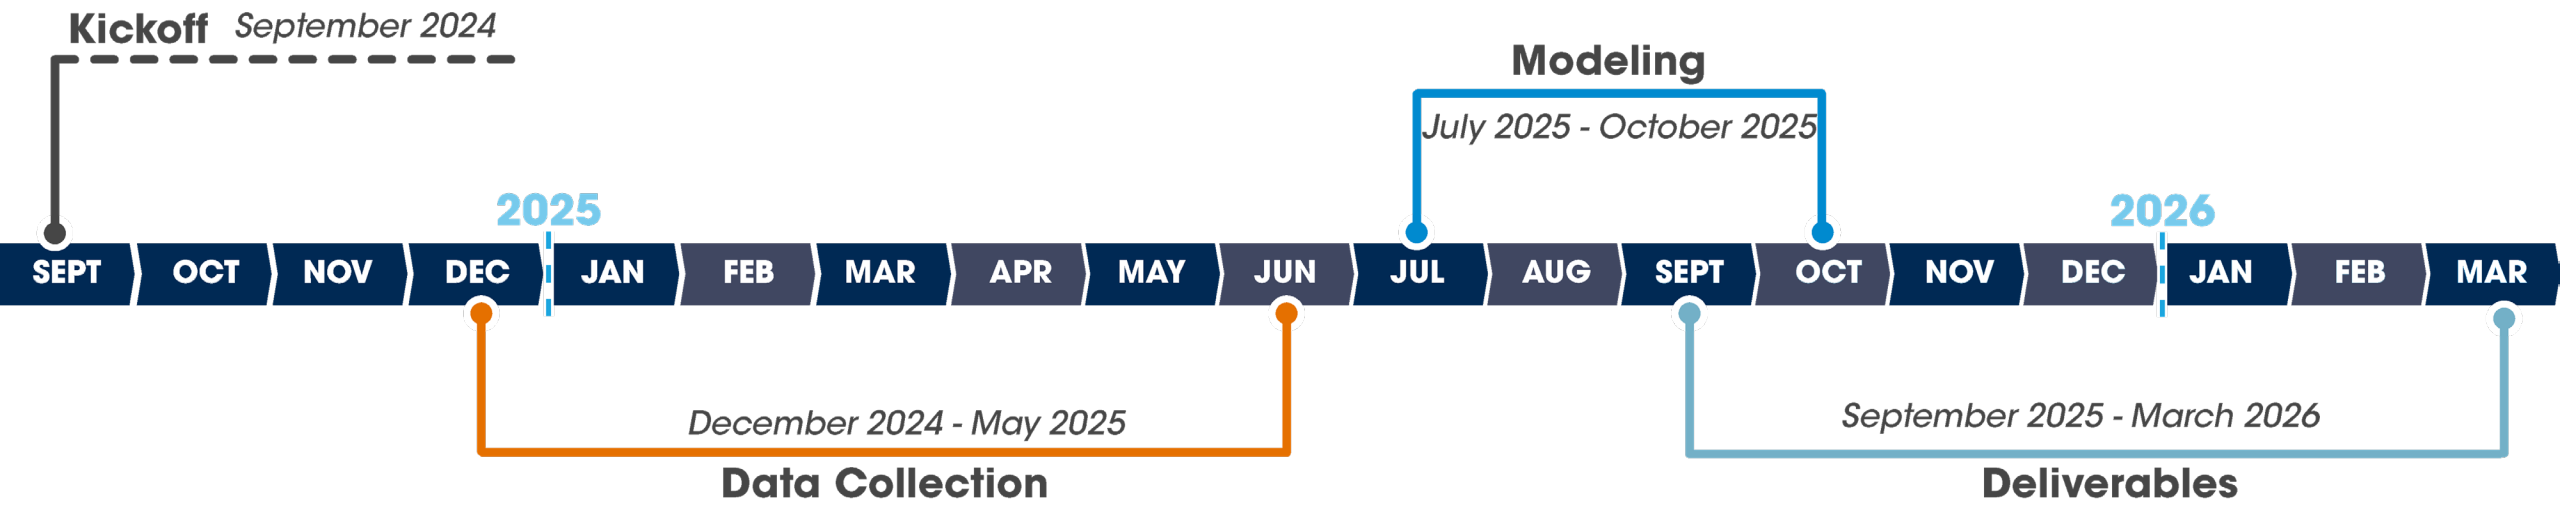 Kickoff September 2024
Modeling
July 2025 - October 2025
2025
2026
SEPT OCT NOV DEC JAN FEB MAR APR MAY JUN JUL AUG SEPT OCT NOV DEC JAN FEB MAR
December 2024 - May 2025
Data Collection
September 2025 - March 2026
Deliverables